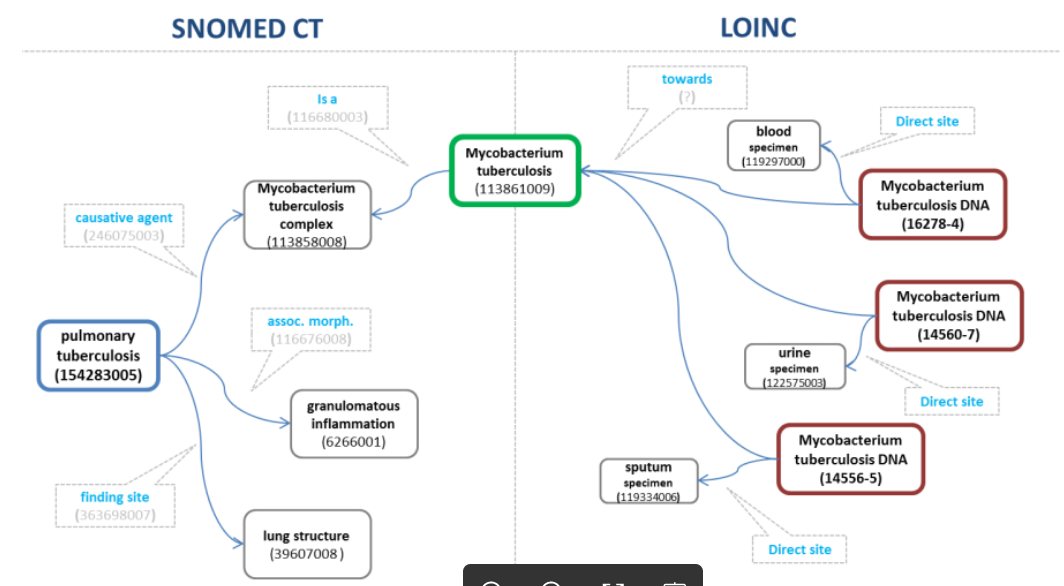 SNOMED CT
LOINC
Is a
(116680003)
towards
(?)
Mycobacterium
tuberculosis
(113861009)
blood
specimen
(119297000)
Direct site
Mycobacterium
tuberculosis DNA
(16278-4)
Mycobacterium
tuberculosis
complex
(113858008)
causative agent
(246075003)
assoc. morph.
(116676008)
pulmonary
tuberculosis
(154283005)
Mycobacterium
tuberculosis DNA
(14560-7)
urine
specimen
(122575003)
Direct site
granulomatous
inflammation
(6266001)
Mycobacterium
tuberculosis DNA
(14556-5)
sputum
specimen
(119334006)
Direct site
finding site
(363698007)
lung structure
(39607008)